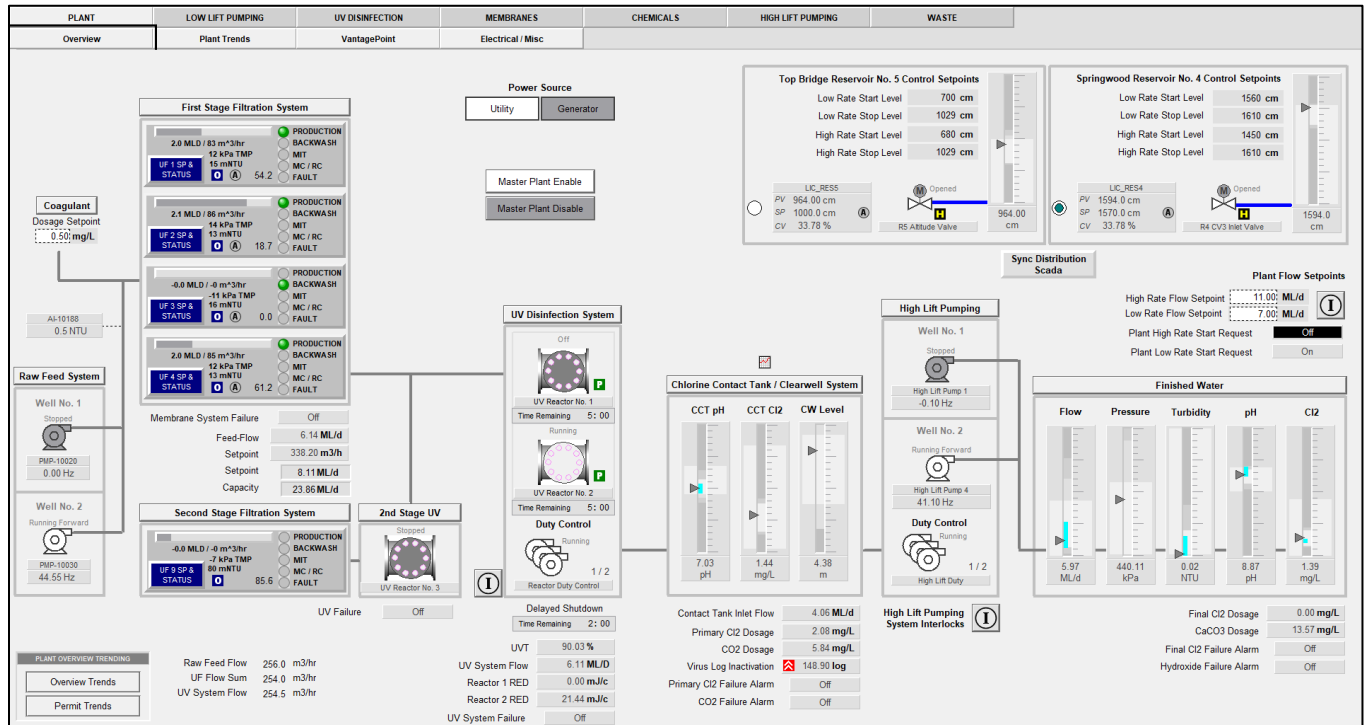 PLANT LOW LIFT PUMPING UV DISINFECTION MEMBRANES CHEMICALS HIGH LIFT PUMPING WASTE
Overview Plant Trends VantagePoint Electrical / Misc
Power Source
Utility Generator
Master Plant Enable
Master Plant Disable
Top Bridge Reservoir No. 5 Control Setpoints
Low Rate Start Level 700 cm
Low Rate Stop Level 1029 cm
High Rate Start Level 680 cm
High Rate Stop Level 1029 cm
LIC_RES5
PV 964.00 cm
SP 1000.0 cm
CV 33.78 %
A
M Opened
H
R5 Altitude Valve
964.00
cm
Springwood Reservoir No. 4 Control Setpoints
Low Rate Start Level 1560 cm
Low Rate Stop Level 1610 cm
High Rate Start Level 1450 cm
High Rate Stop Level 1610 cm
LIC_RES4
PV 1594.0 cm
SP 1570.0 cm
CV 33.78 %
A
M Opened
H
R4 CV3 Inlet Valve
1594.0
cm
Sync Distribution
Scada
Plant Flow Setpoints
High Rate Flow Setpoint 11.00 ML/d
Low Rate Flow Setpoint 7.00 ML/d
I
Plant High Rate Start Request Off
Plant Low Rate Start Request On
Coagulant
Dosage Setpoint
0.50 mg/L
AI-10188
0.5 NTU
Raw Feed System
Well No. 1
Stopped
PMP-10020
0.00 Hz
Well No. 2
Running Forward
PMP-10030
44.55 Hz
First Stage Filtration System
2.0 MLD / 83 m^3/hr
12 kPa TMP
15 mNTU
UF 1 SP &
STATUS
O A 54.2
PRODUCTION
BACKWASH
MIT
MC / RC
FAULT
2.1 MLD / 86 m^3/hr
14 kPa TMP
13 mNTU
UF 2 SP &
STATUS
O A 18.7
PRODUCTION
BACKWASH
MIT
MC / RC
FAULT
-0.0 MLD / -0 m^3/hr
-11 kPa TMP
16 mNTU
UF 3 SP &
STATUS
O A 0.0
PRODUCTION
BACKWASH
MIT
MC / RC
FAULT
2.0 MLD / 85 m^3/hr
12 kPa TMP
13 mNTU
UF 4 SP &
STATUS
O A 61.2
PRODUCTION
BACKWASH
MIT
MC / RC
FAULT
Membrane System Failure Off
Feed-Flow 6.14 ML/d
Setpoint 338.20 m3/h
Setpoint 8.11 ML/d
Capacity 23.86 ML/d
Second Stage Filtration System
-0.0 MLD / -0 m^3/hr
-7 kPa TMP
80 mNTU
UF 9 SP &
STATUS
O 85.6
PRODUCTION
BACKWASH
MIT
MC / RC
FAULT
2nd Stage UV
Stopped
UV Reactor No. 3
I
UV Failure Off
UV Disinfection System
Off
P
UV Reactor No. 1
Time Remaining 5: 00
Running
P
UV Reactor No. 2
Time Remaining 5: 00
Duty Control
Running
1 / 2
Reactor Duty Control
Delayed Shutdown
Time Remaining 2: 00
UVT 90.03 %
UV System Flow 6.11 ML/D
Reactor 1 RED 0.00 mJ/c
Reactor 2 RED 21.44 mJ/c
UV System Failure Off
Chlorine Contact Tank / Clearwell System
CCT pH CCT Cl2 CW Level
7.03 1.44 4.38
pH mg/L m
Contact Tank Inlet Flow 4.06 ML/d
Primary Cl2 Dosage 2.08 mg/L
CO2 Dosage 5.84 mg/L
Virus Log Inactivation 148.90 log
Primary Cl2 Failure Alarm Off
CO2 Failure Alarm Off
High Lift Pumping
Well No. 1
Stopped
High Lift Pump 1
-0.10 Hz
Well No. 2
Running Forward
High Lift Pump 4
41.10 Hz
Duty Control
Running
1 / 2
High Lift Duty
High Lift Pumping
System Interlocks
I
Finished Water
Flow Pressure Turbidity pH Cl2
5.97 440.11 0.02 8.87 1.39
ML/d kPa NTU pH mg/L
Final Cl2 Dosage 0.00 mg/L
CaCO3 Dosage 13.57 mg/L
Final Cl2 Failure Alarm Off
Hydroxide Failure Alarm Off
PLANT OVERVIEW TRENDING
Overview Trends
Permit Trends
Raw Feed Flow 256.0 m3/hr
UF Flow Sum 254.0 m3/hr
UV System Flow 254.5 m3/hr